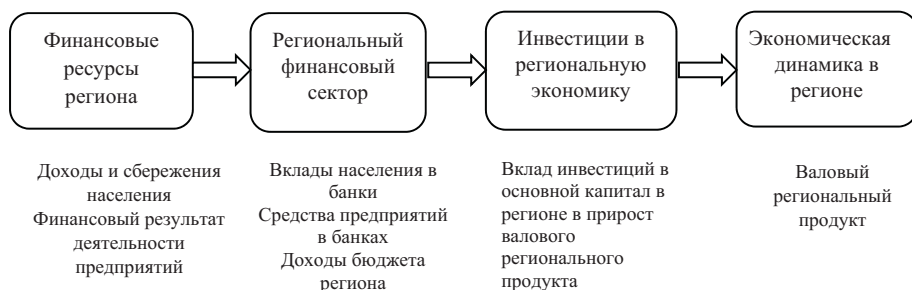 Финансовые
ресурсы
региона
Региональный
финансовый
сектор
Инвестиции в
региональную
экономику
Экономическая
динамика в
регионе
Доходы и сбережения
населения
Финансовый результат
деятельности
предприятий
Вклады населения в
банки
Средства предприятий
в банках
Доходы бюджета
региона
Вклад инвестиций в
основной капитал в
регионе в прирост
валового
регионального
продукта
Валовый
региональный
продукт